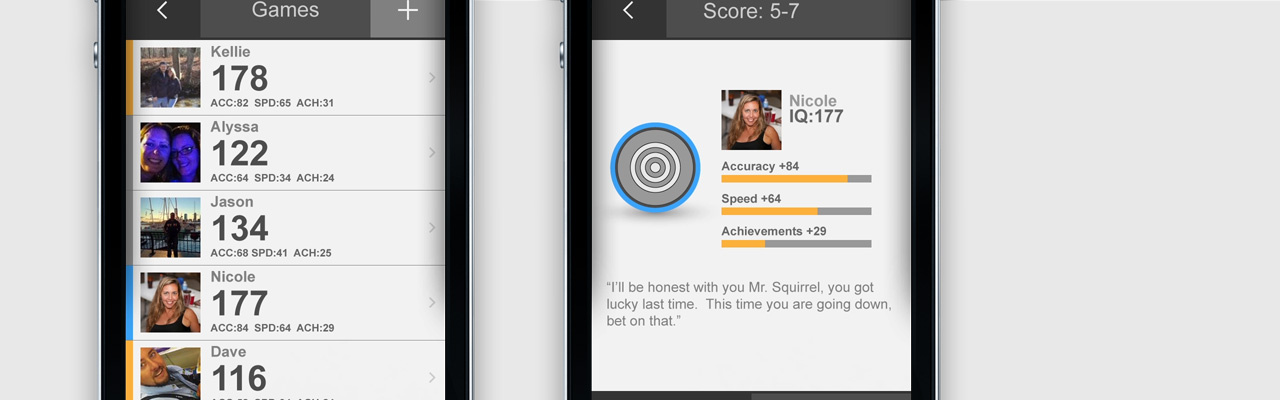 Games
Kellie
178
ACC:82 SPD:65 ACH:31
Alyssa
122
ACC:64 SPD:34 ACH:24
Jason
134
ACC:68 SPD:41 ACH:25
Nicole
177
ACC:84 SPD:64 ACH:29
Dave
116
Score: 5-7
Nicole
IQ:177
Accuracy +84
Speed +64
Achievements +29
“I’ll be honest with you Mr. Squirrel, you got
lucky last time. This time you are going down,
bet on that.”